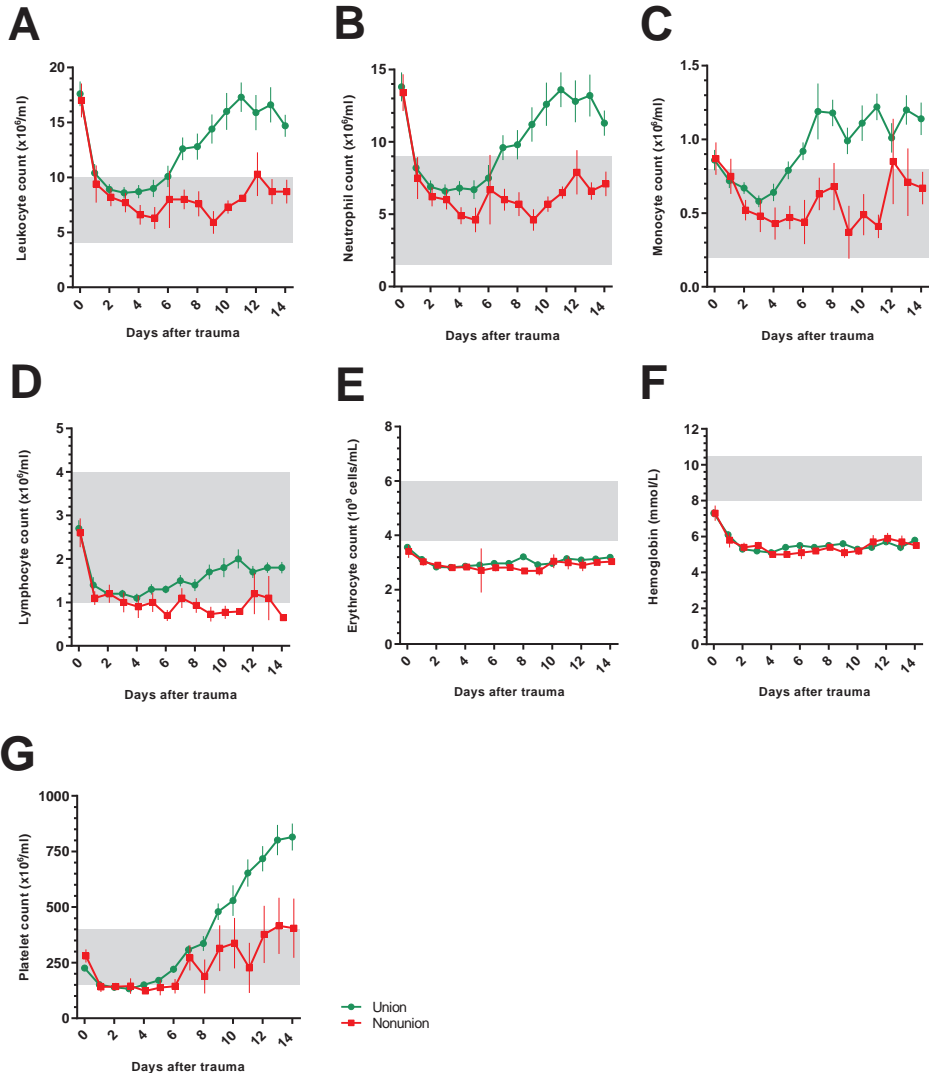 A
B
C
Leukocyte count (x10⁶/ml)
20
15
10
5
0
0 2 4 6 8 10 12 14
Days after trauma
Neutrophil count (x10⁶/ml)
15
10
5
0
0 2 4 6 8 10 12 14
Days after trauma
Monocyte count (x10⁶/ml)
1.5
1.0
0.5
0.0
0 2 4 6 8 10 12 14
Days after trauma
D
E
F
Lymphocyte count (x10⁶/ml)
5
4
3
2
1
0
0 2 4 6 8 10 12 14
Days after trauma
Erythrocyte count (10⁹ cells/mL)
8
6
4
2
0
0 2 4 6 8 10 12 14
Days after trauma
Hemoglobin (mmol/L)
12
10
8
6
4
2
0
0 2 4 6 8 10 12 14
Days after trauma
G
Platelet count (x10⁶/ml)
1000
750
500
250
0
0 2 4 6 8 10 12 14
Days after trauma
Union
Nonunion